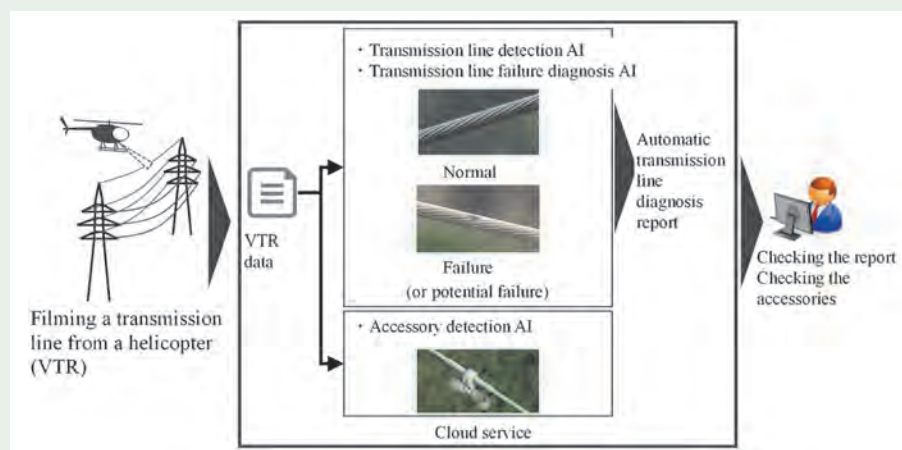 ・Transmission line detection AI
・Transmission line failure diagnosis AI
Normal
Failure
(or potential failure)
・Accessory detection AI
Cloud service
Filming a transmission
line from a helicopter
(VTR)
VTR
data
Automatic
transmission
line
diagnosis
report
Checking the report
Checking the
accessories